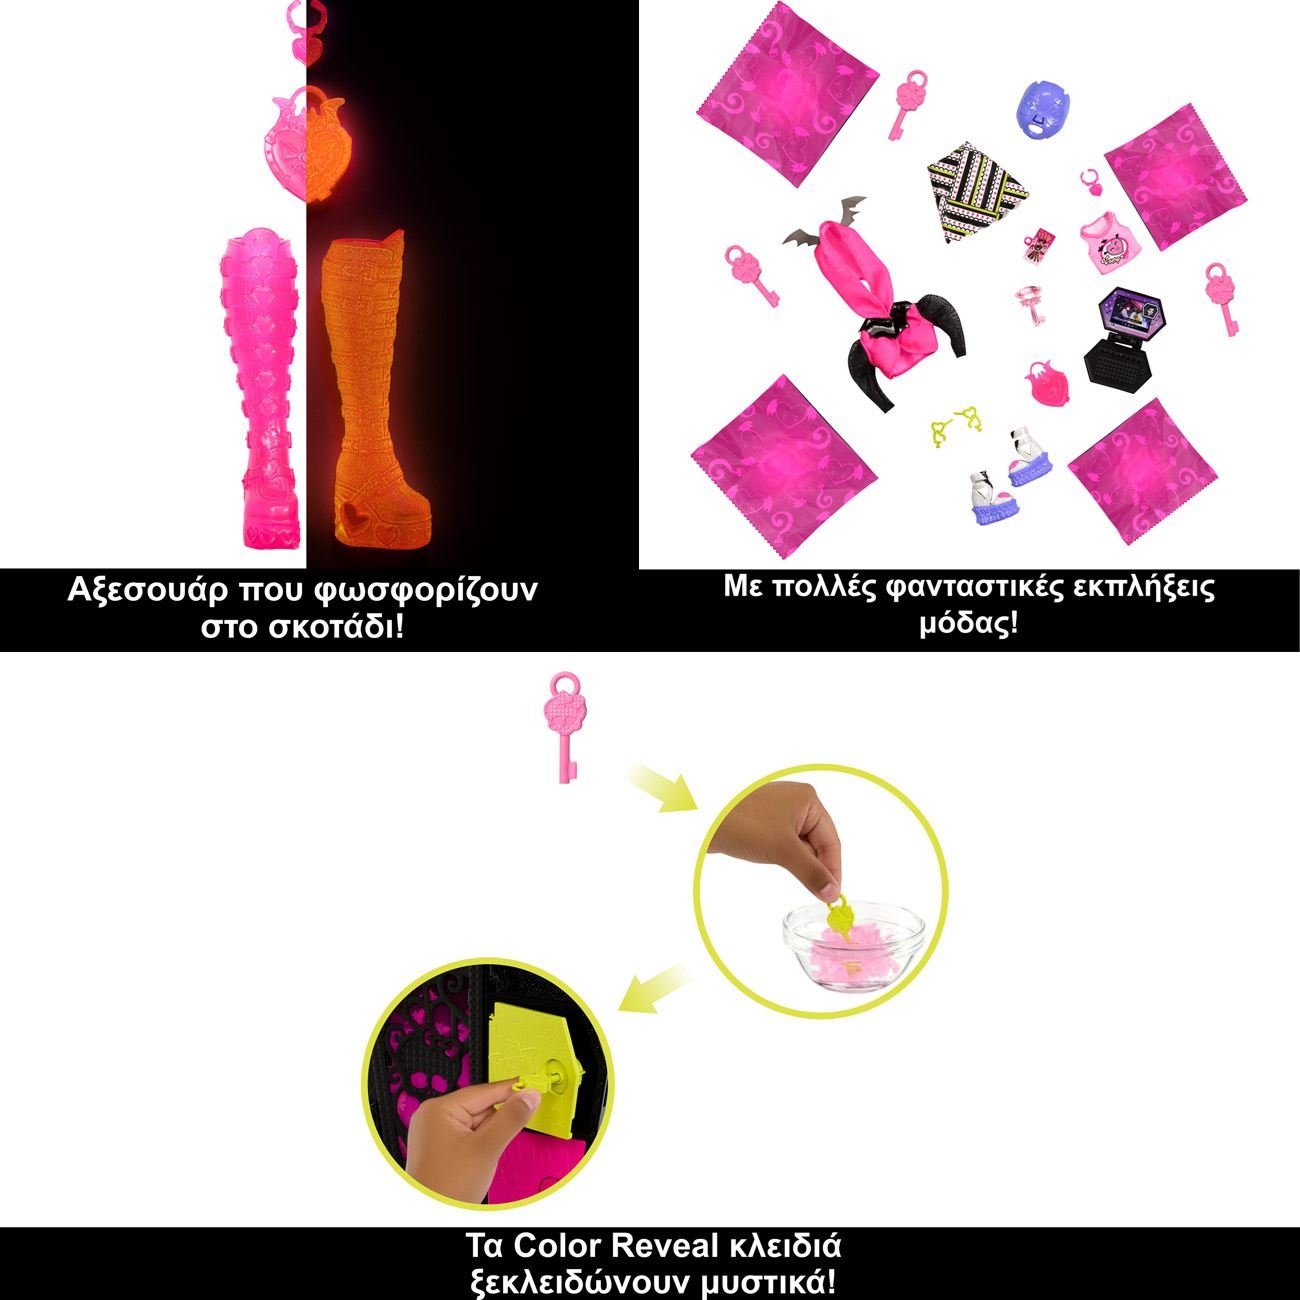 Αξεσουάρ που φωσφορίζουν
στο σκοτάδι!
Με πολλές φανταστικές εκπλήξεις
μόδας!
Τα Color Reveal κλειδιά
ξεκλειδώνουν μυστικά!